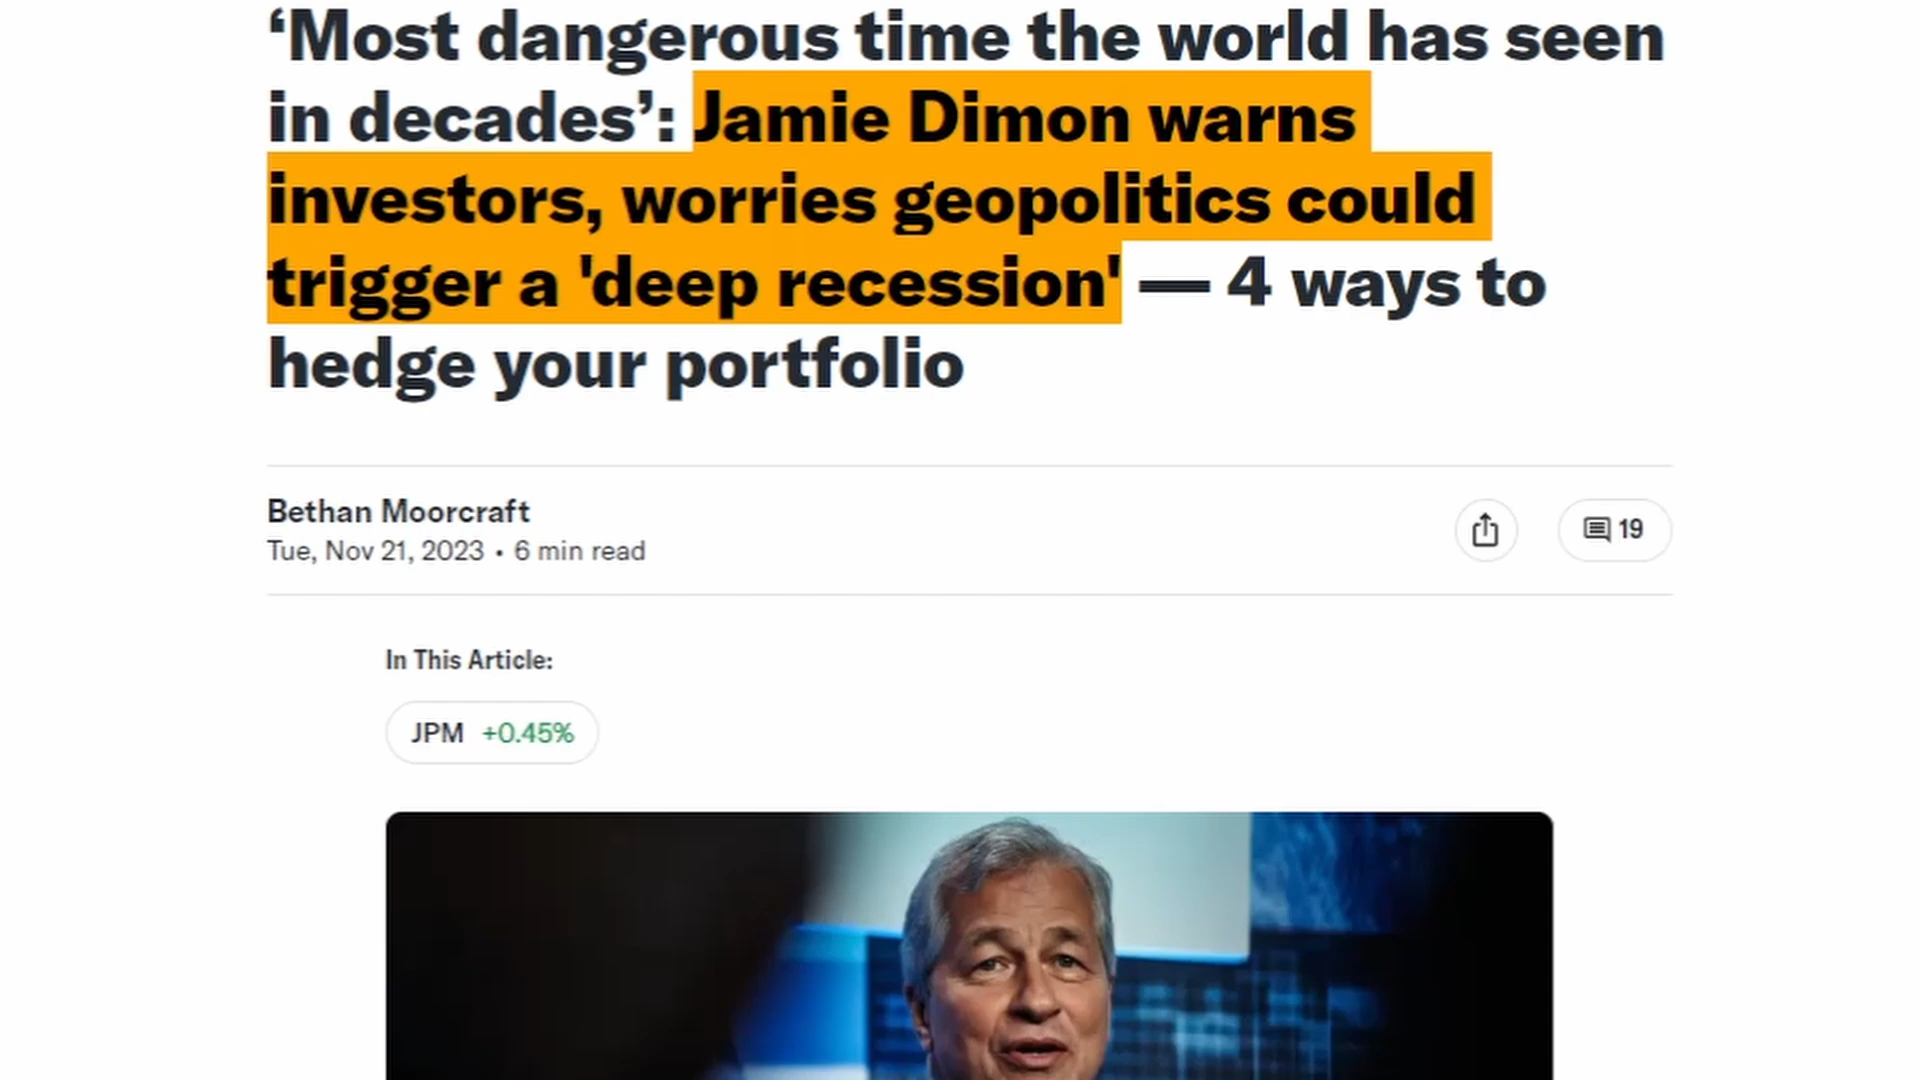 ‘Most dangerous time the world has seen
in decades’: Jamie Dimon warns
investors, worries geopolitics could
trigger a 'deep recession' — 4 ways to
hedge your portfolio
Bethan Moorcraft
Tue, Nov 21, 2023 • 6 min read
19
In This Article:
JPM +0.45%